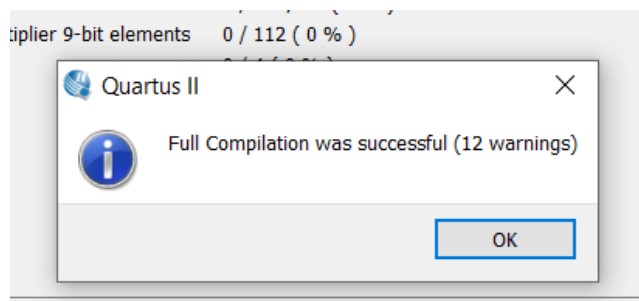 tiplier 9-bit elements 0 / 112 ( 0 % )
Quartus II
Full Compilation was successful (12 warnings)
OK